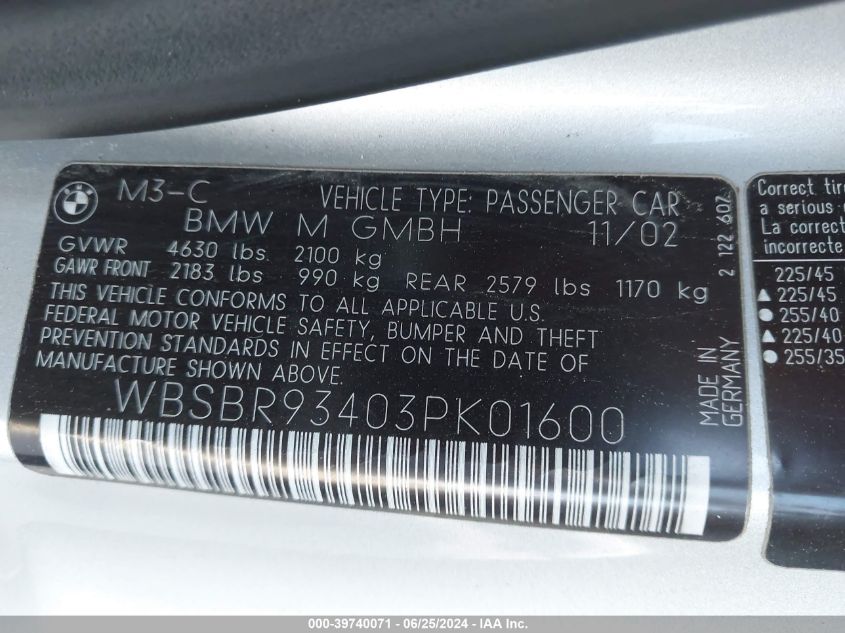 BMW
M3-C VEHICLE TYPE: PASSENGER CAR
BMW M GMBH 11/02
GVWR 4630 lbs 2100 kg
GAWR FRONT 2183 lbs 990 kg REAR 2579 lbs 1170 kg
THIS VEHICLE CONFORMS TO ALL APPLICABLE U.S.
FEDERAL MOTOR VEHICLE SAFETY, BUMPER AND THEFT
PREVENTION STANDARDS IN EFFECT ON THE DATE OF
MANUFACTURE SHOWN ABOVE.
WBSBR93403PK01600
2 122 607
MADE IN
GERMANY
Correct tire
a serious
La correct
incorrecte
225/45
▲ 225/45
● 255/40
▲ 225/40
● 255/35
000-39740071 - 06/25/2024 - IAA Inc.